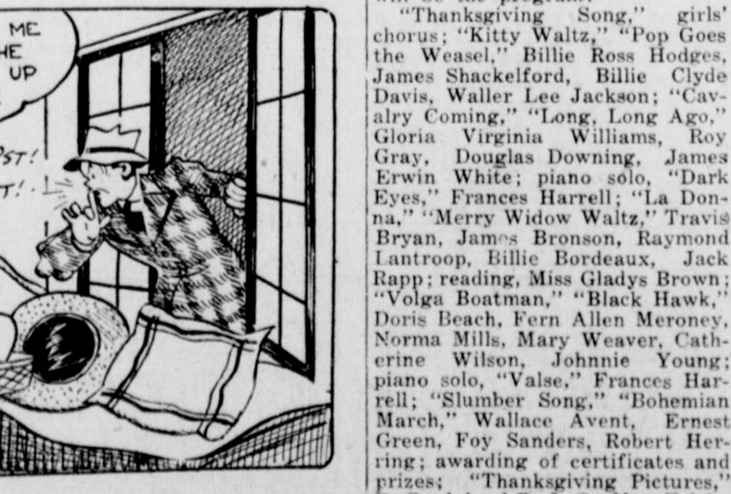 ME
HE
UP
PST!
T!
"Thanksgiving Song," girls'
chorus; "Kitty Waltz," "Pop Goes
the Weasel," Billie Ross Hodges,
James Shackelford, Billie Clyde
Davis, Waller Lee Jackson; "Cav-
alry Coming," "Long, Long Ago,"
Gloria Virginia Williams, Roy
Gray, Douglas Downing, James
Erwin White; piano solo, "Dark
Eyes," Frances Harrell; "La Don-
na," "Merry Widow Waltz," Travis
Bryan, James Bronson, Raymond
Lantroop, Billie Bordeaux, Jack
Rapp; reading, Miss Gladys Brown;
"Volga Boatman," "Black Hawk,"
Doris Beach, Fern Allen Meroney,
Norma Mills, Mary Weaver, Cath-
erine Wilson, Johnnie Young;
piano solo, "Valse," Frances Har-
rell; "Slumber Song," "Bohemian
March," Wallace Avent, Ernest
Green, Foy Sanders, Robert Her-
ring; awarding of certificates and
prizes; "Thanksgiving Pictures,"